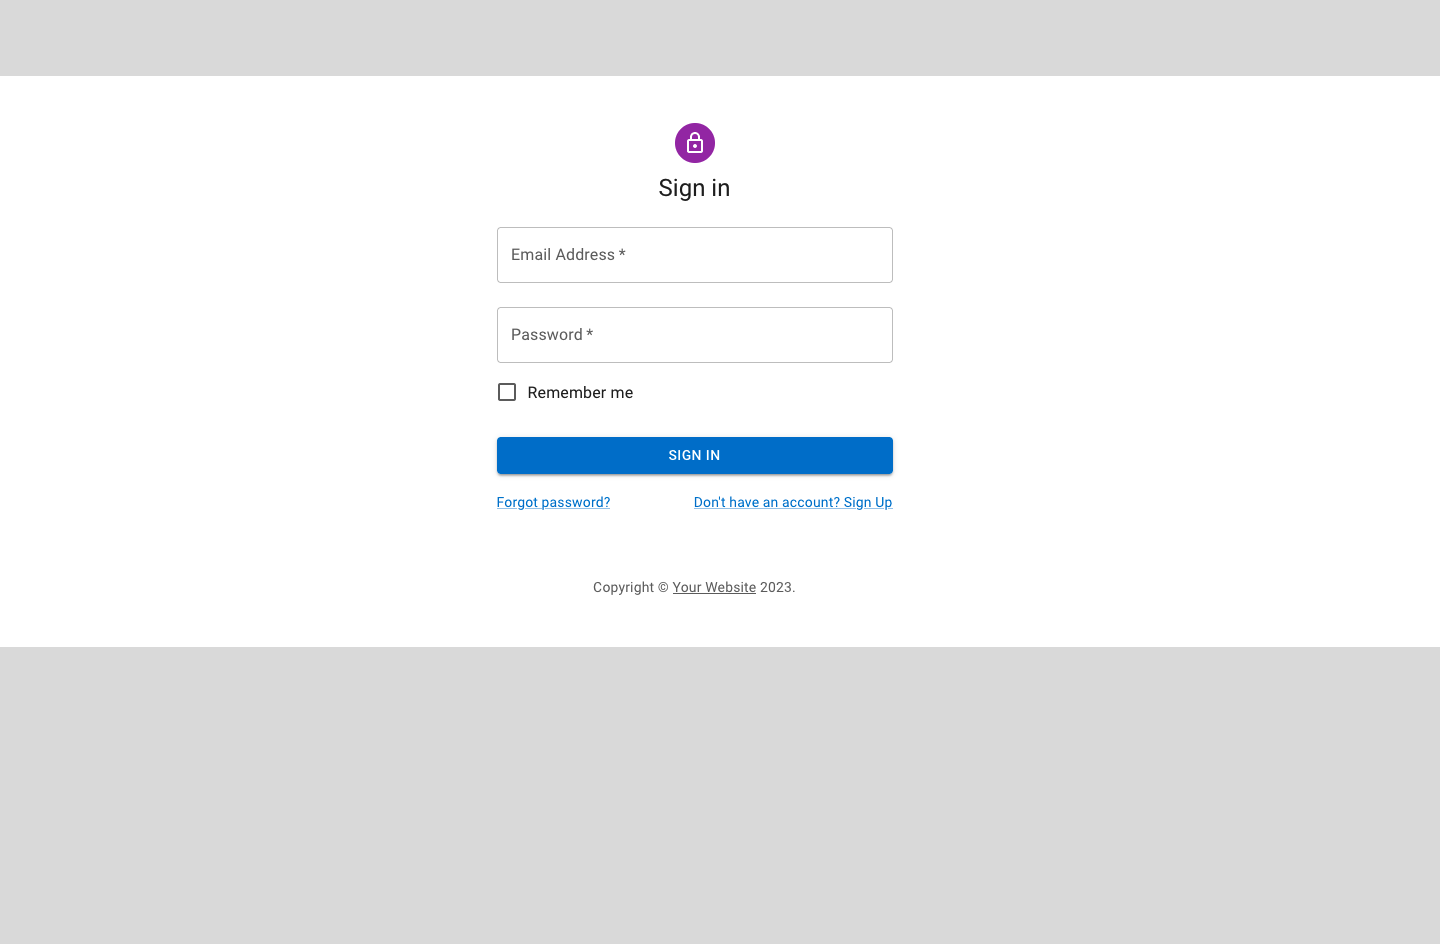 Sign in
Email Address *
Password *
Remember me
SIGN IN
Forgot password? Don't have an account? Sign Up
Copyright © Your Website 2023.